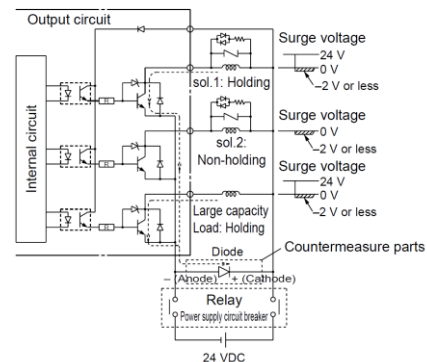 Output circuit
Surge voltage
24 V
0 V
–2 V or less
sol.1: Holding
Surge voltage
0 V
–2 V or less
sol.2:
Non-holding
Surge voltage
24 V
0 V
–2 V or less
Internal circuit
R
R
R
Large capacity
Load: Holding
Diode
Countermeasure parts
– (Anode) + (Cathode)
Relay
Power supply circuit breaker
24 VDC